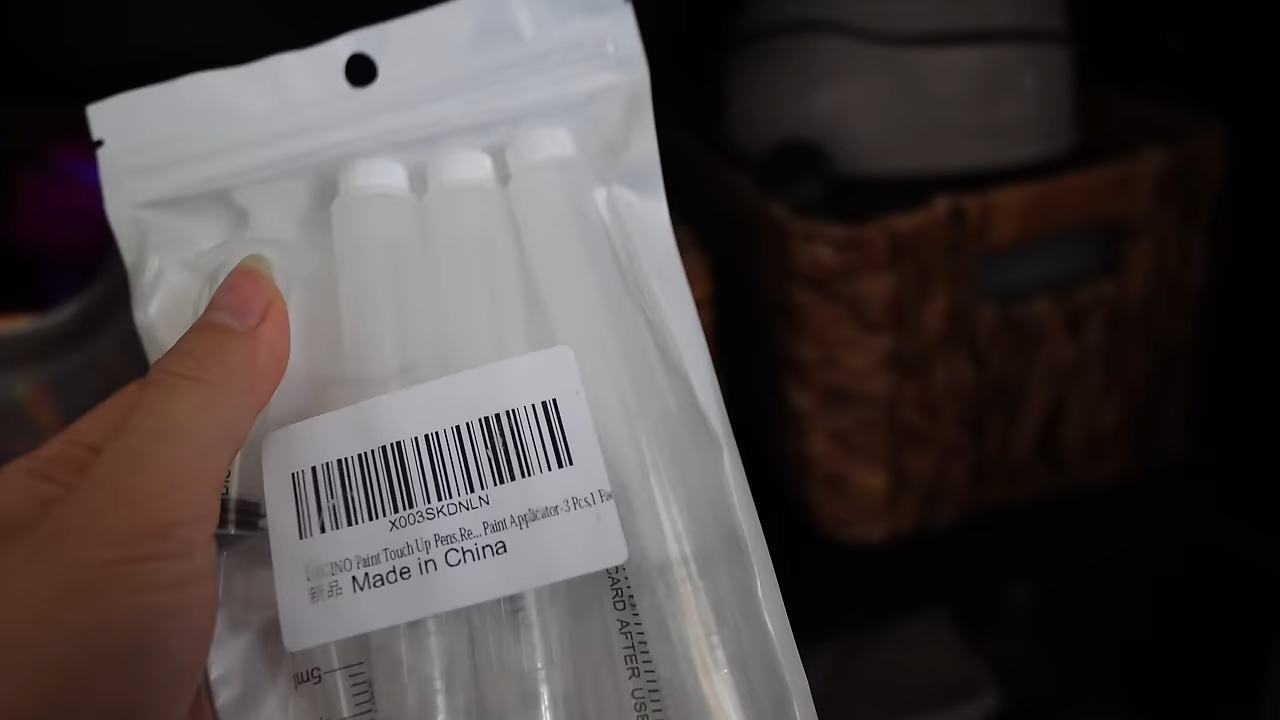 X003SKDNLN
Paint Touch Up Pens,Re... Paint Applicator-3 Pcs,1
新品 Made in China
CARD AFTER USE
5ml